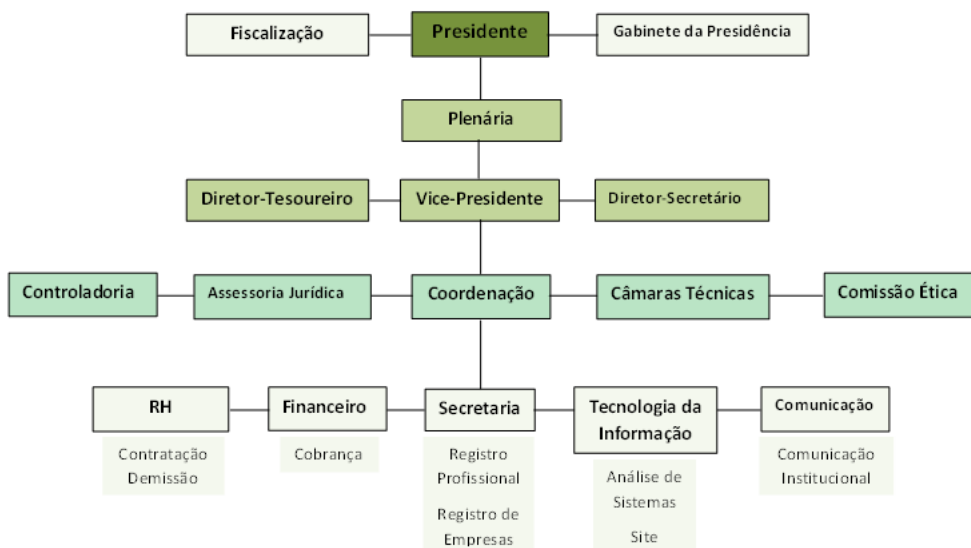 Fiscalização
Presidente
Gabinete da Presidência
Plenária
Diretor-Tesoureiro
Vice-Presidente
Diretor-Secretário
Controladoria
Assessoria Jurídica
Coordenação
Câmaras Técnicas
Comissão Ética
RH
Financeiro
Secretaria
Tecnologia da
Informação
Comunicação
Contratação
Demissão
Cobrança
Registro
Profissional
Registro de
Empresas
Análise de
Sistemas
Site
Comunicação
Institucional